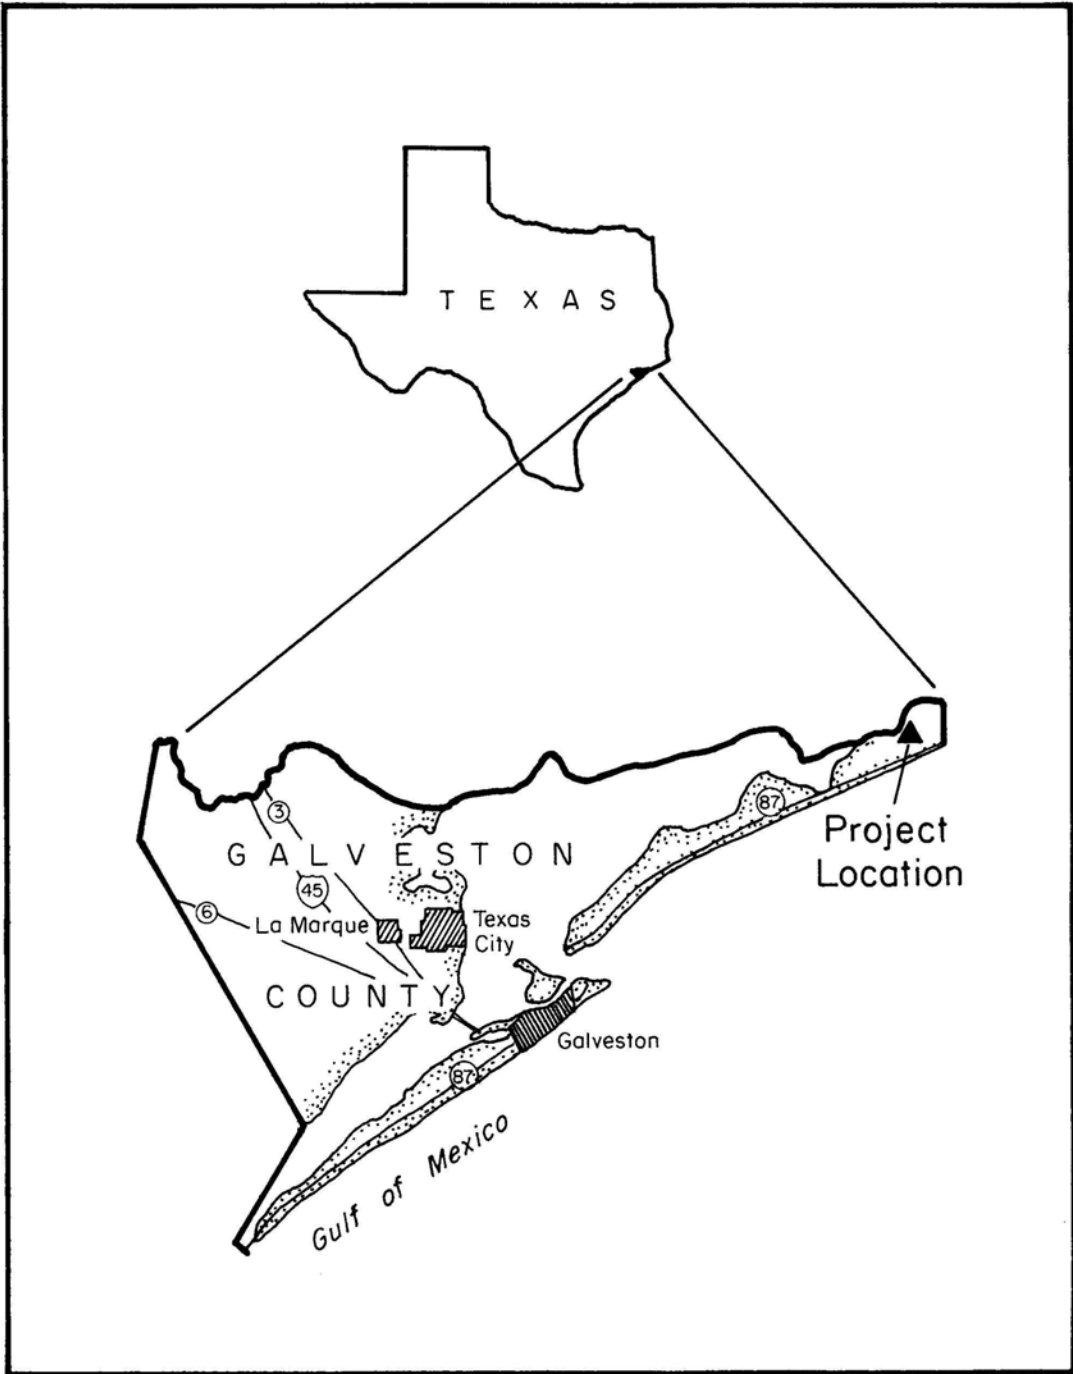 TEXAS
3
87
Project
Location
GALVESTON
45
6
La Marque
Texas
City
COUNTY
Galveston
87
Gulf of Mexico